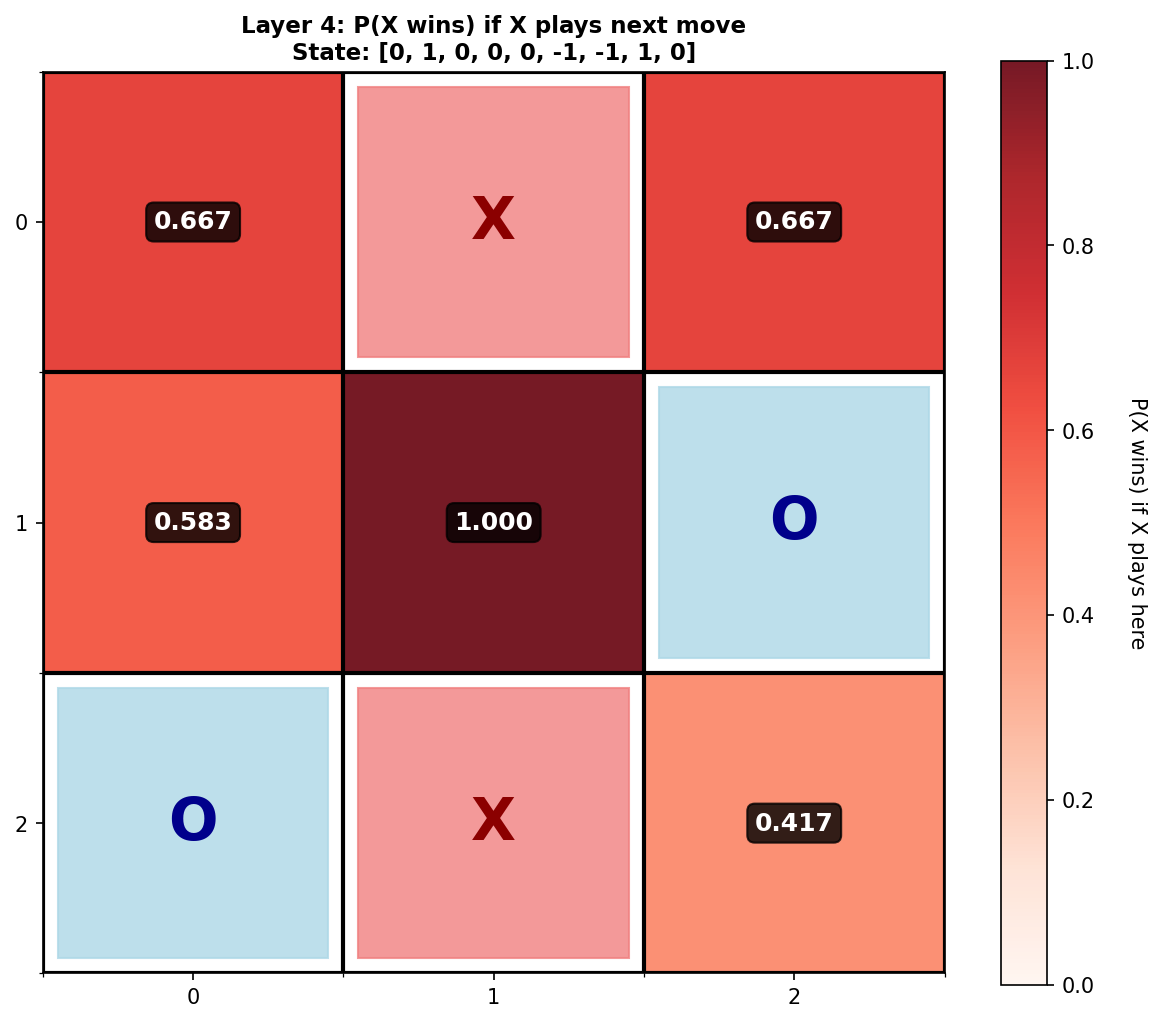 Layer 4: P(X wins) if X plays next move
State: [0, 1, 0, 0, 0, -1, -1, 1, 0]
0
0.667
X
0.667
1
0.583
1.000
O
2
O
X
0.417
0
1
2
1.0
0.8
0.6
0.4
0.2
0.0
P(X wins) if X plays here